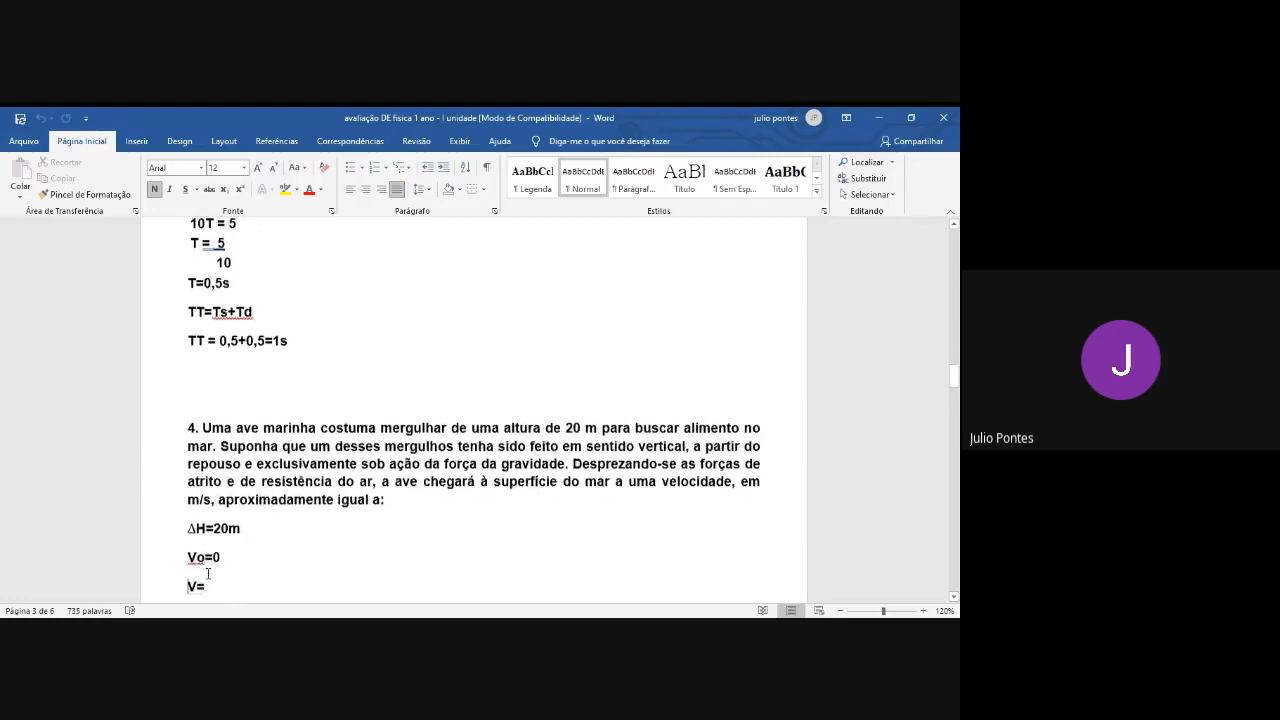 avaliação DE fisica 1 ano - I unidade [Modo de Compatibilidade] - Word
julio pontes
JP
Arquivo
Página Inicial
Inserir
Design
Layout
Referências
Correspondências
Revisão
Exibir
Ajuda
Diga-me o que você deseja fazer
Compartilhar
Colar
Recortar
Copiar
Pincel de Formatação
Área de Transferência
Arial
12
Fonte
Parágrafo
AaBbCcl
¶ Legenda
AaBbCcDdl
¶ Normal
AaBbCcDdl
¶ Parágraf...
AaBl
Título
AaBbCcDdl
¶ Sem Esp...
AaBb(
Título 1
Estilos
Localizar
Substituir
Selecionar
Editando
10T = 5
T = 5
10
T=0,5s
TT=Ts+Td
TT = 0,5+0,5=1s
4. Uma ave marinha costuma mergulhar de uma altura de 20 m para buscar alimento no
mar. Suponha que um desses mergulhos tenha sido feito em sentido vertical, a partir do
repouso e exclusivamente sob ação da força da gravidade. Desprezando-se as forças de
atrito e de resistência do ar, a ave chegará à superfície do mar a uma velocidade, em
m/s, aproximadamente igual a:
∆H=20m
Vo=0
V=
Página 3 de 6
735 palavras
120%
J
Julio Pontes